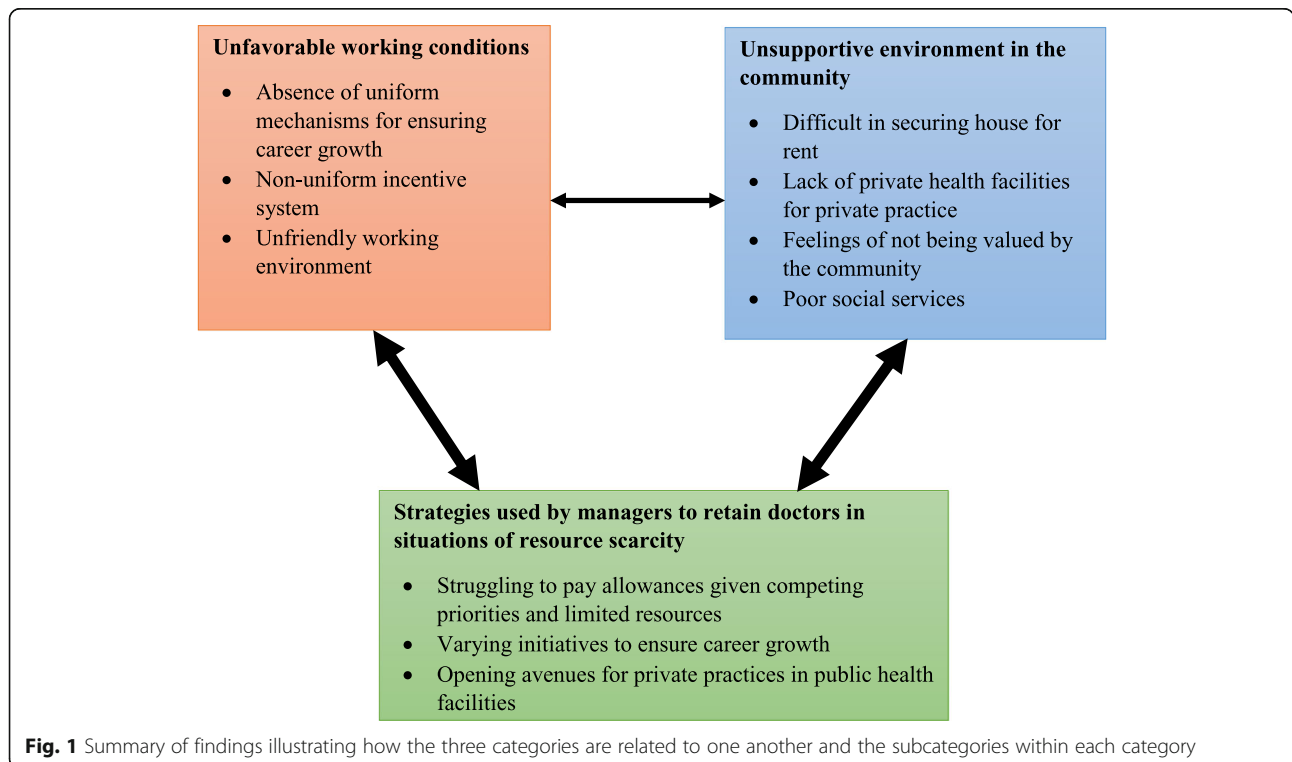 Unfavorable working conditions
• Absence of uniform
mechanisms for ensuring
career growth
• Non-uniform incentive
system
• Unfriendly working
environment
Unsupportive environment in the
community
• Difficult in securing house for
rent
• Lack of private health facilities
for private practice
• Feelings of not being valued by
the community
• Poor social services
Strategies used by managers to retain doctors in
situations of resource scarcity
• Struggling to pay allowances given competing
priorities and limited resources
• Varying initiatives to ensure career growth
• Opening avenues for private practices in public health
facilities
Fig. 1 Summary of findings illustrating how the three categories are related to one another and the subcategories within each category